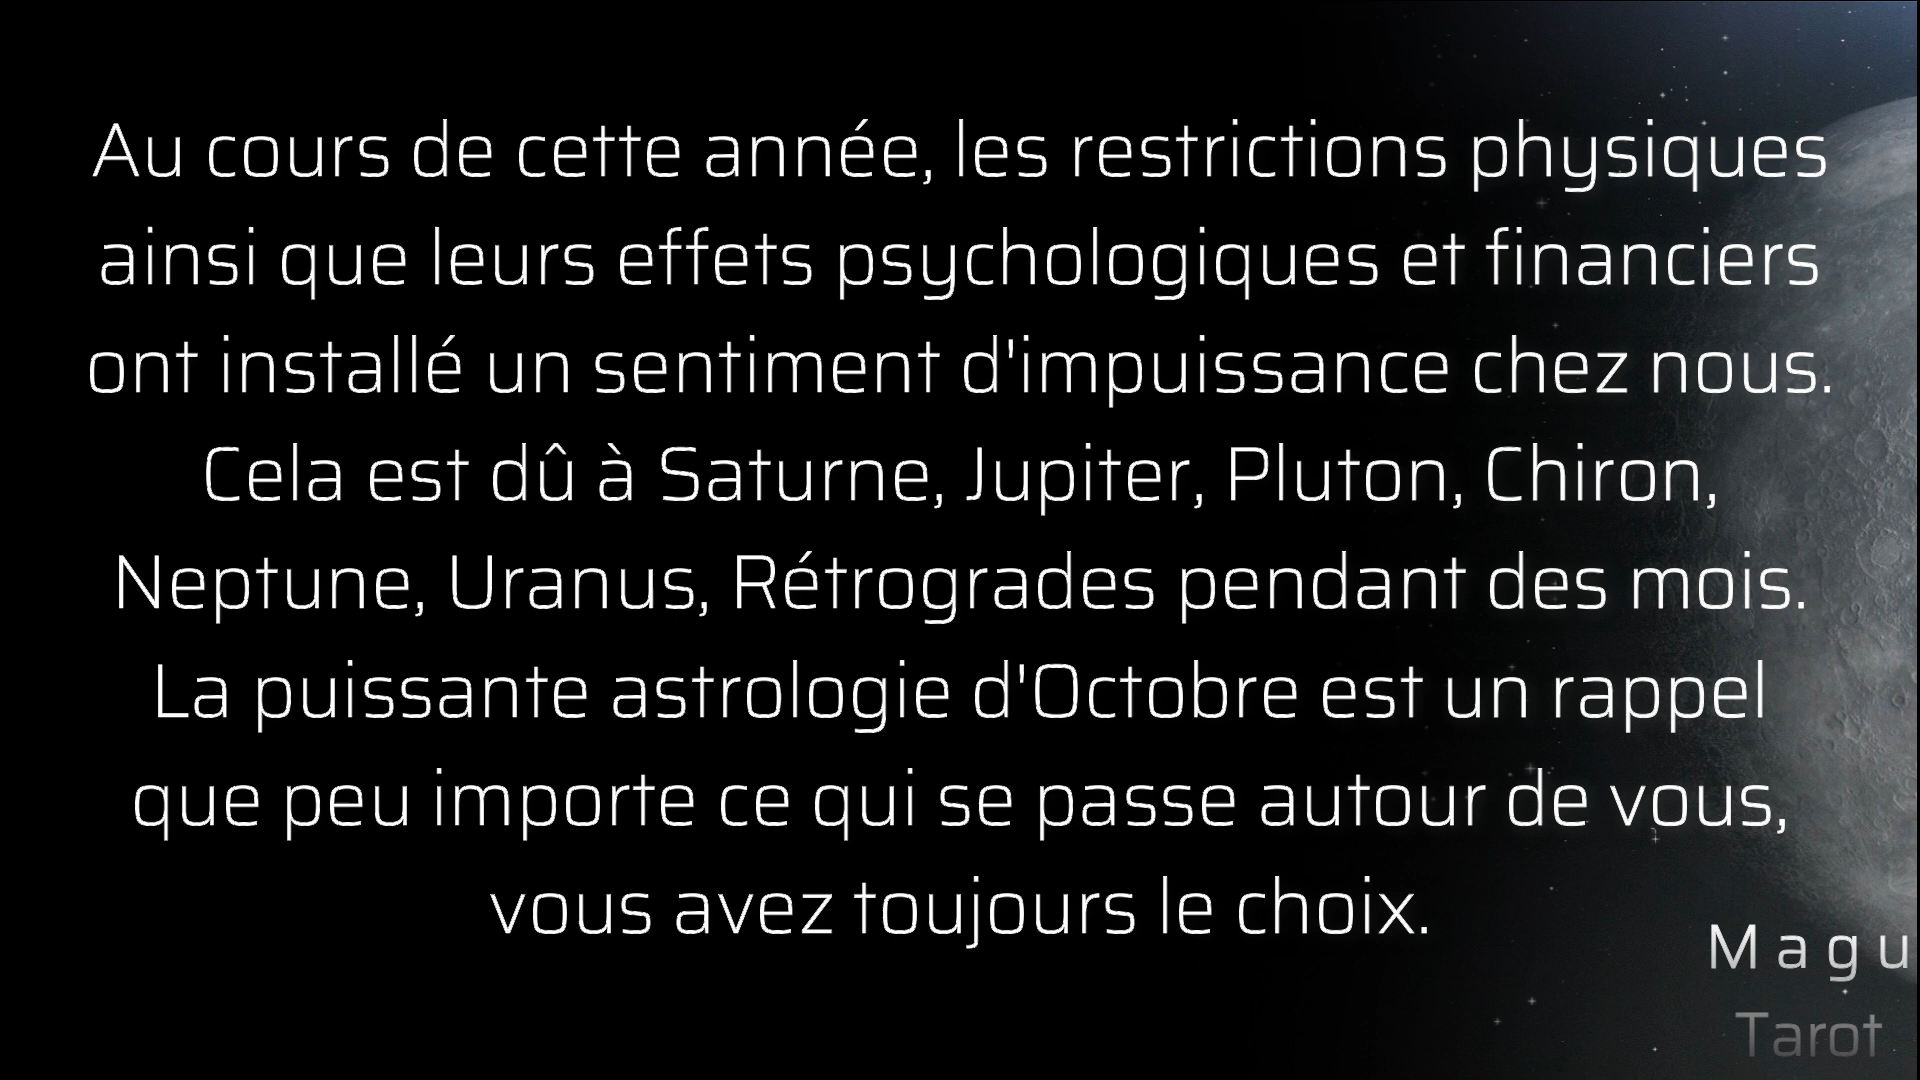 Au cours de cette année, les restrictions physiques
ainsi que leurs effets psychologiques et financiers
ont installé un sentiment d'impuissance chez nous.
Cela est dû à Saturne, Jupiter, Pluton, Chiron,
Neptune, Uranus, Rétrogrades pendant des mois.
La puissante astrologie d'Octobre est un rappel
que peu importe ce qui se passe autour de vous,
vous avez toujours le choix.
Magu
Tarot